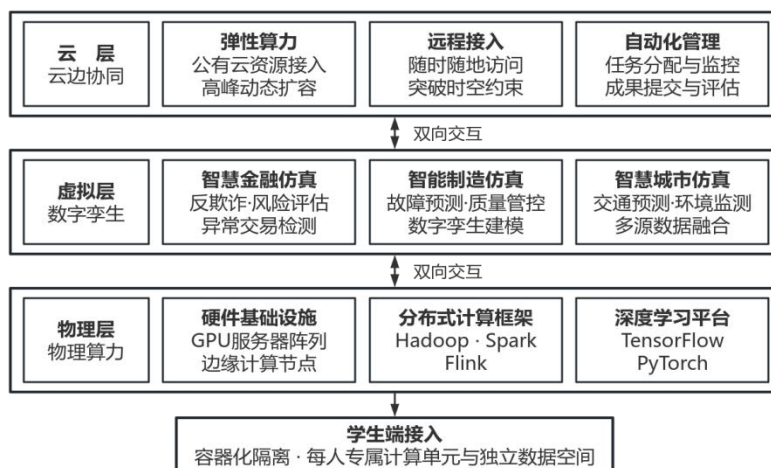 云 层
云边协同
弹性算力
公有云资源接入
高峰动态扩容
远程接入
随时随地访问
突破时空约束
自动化管理
任务分配与监控
成果提交与评估
双向交互
虚拟层
数字孪生
智慧金融仿真
反欺诈·风险评估
异常交易检测
智能制造仿真
故障预测·质量管控
数字孪生建模
智慧城市仿真
交通预测·环境监测
多源数据融合
双向交互
物理层
物理算力
硬件基础设施
GPU服务器阵列
边缘计算节点
分布式计算框架
Hadoop · Spark
Flink
深度学习平台
TensorFlow
PyTorch
学生端接入
容器化隔离 · 每人专属计算单元与独立数据空间